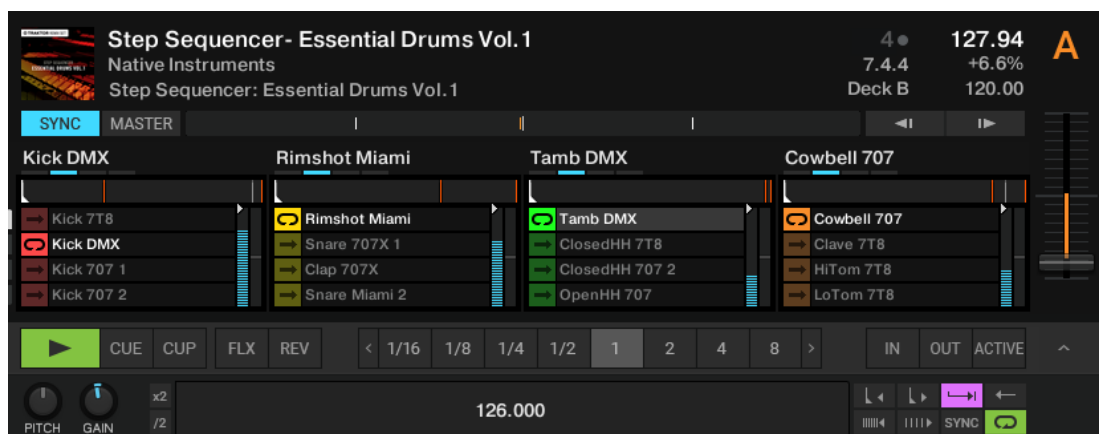 Step Sequencer- Essential Drums Vol.1
4
127.94
A
Native Instruments
7.4.4
+6.6%
Step Sequencer: Essential Drums Vol.1
Deck B
120.00
SYNC
MASTER
Kick DMX
Rimshot Miami
Tamb DMX
Cowbell 707
Kick 7T8
Rimshot Miami
Tamb DMX
Cowbell 707
Kick DMX
Snare 707X 1
ClosedHH 7T8
Clave 7T8
Kick 707 1
Clap 707X
ClosedHH 707 2
HiTom 7T8
Kick 707 2
Snare Miami 2
OpenHH 707
LoTom 7T8
CUE
CUP
FLX
REV
< 1/16 1/8 1/4 1/2 1 2 4 8 >
IN
OUT
ACTIVE
x2
126.000
PITCH
GAIN
/2
SYNC